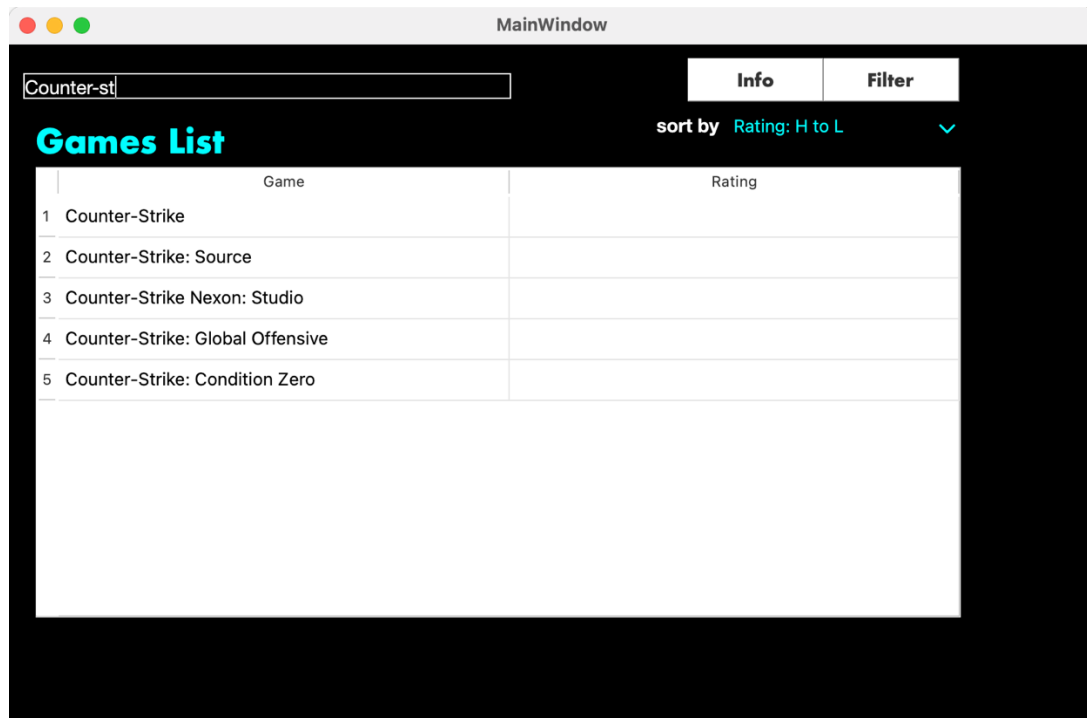 MainWindow
Counter-st
Info Filter
sort by Rating: H to L
Games List
Game Rating
1 Counter-Strike
2 Counter-Strike: Source
3 Counter-Strike Nexon: Studio
4 Counter-Strike: Global Offensive
5 Counter-Strike: Condition Zero